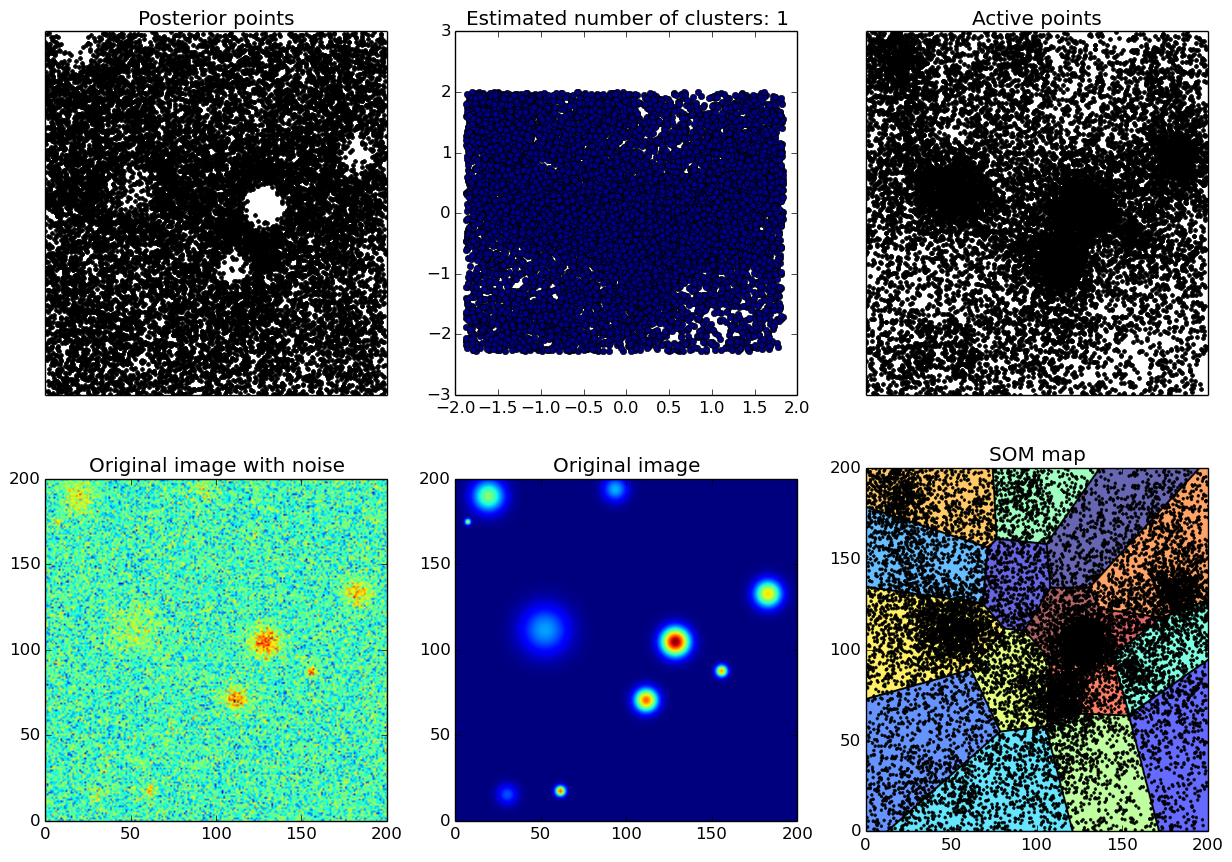 Posterior points
Estimated number of clusters: 1
Active points
3
2
1
0
−1
−2
−3
−2.0 −1.5 −1.0 −0.5 0.0 0.5 1.0 1.5 2.0
Original image with noise
Original image
SOM map
200
150
100
50
0
0 50 100 150 200
200
150
100
50
0
0 50 100 150 200
200
150
100
50
0
0 50 100 150 200